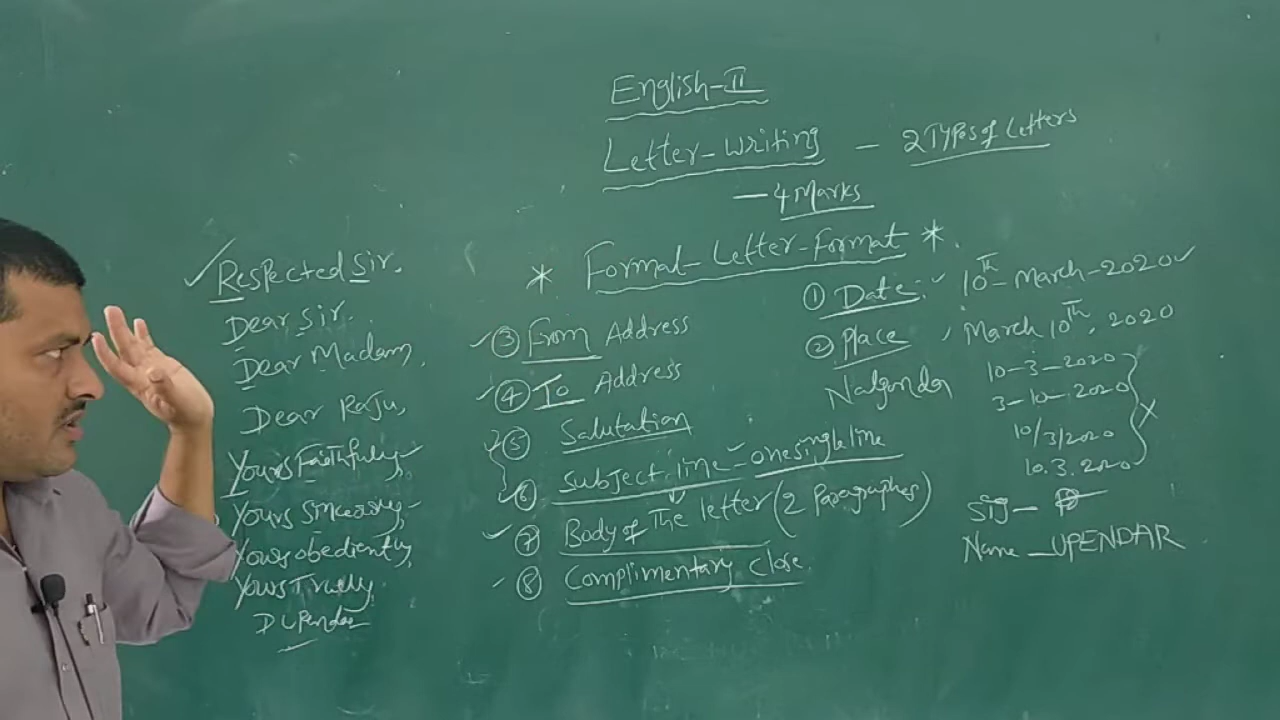 English-II
Letter-Writing - 2 Types of Letters
- 4 Marks
* Formal-Letter-Format *
① Date: 10th March-2020
② Place
March 10th, 2020
Nalgonda
10-3-2020
3-10-2020
10/3/2020
10.3.2020
X
③ From Address
④ To Address
⑤ Salutation
⑥ Subject line - one single line
⑦ Body of The letter (2 Paragraphes)
⑧ Complimentary close.
Sig -
Name - UPENDAR
Respected Sir.
Dear Sir.
Dear Madam,
Dear Raju,
Yours Faithfully,
Yours Sincerely,
Yours obediently,
Yours Truly,